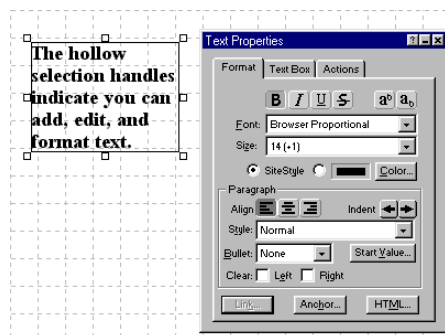 The hollow
selection handles
indicate you can
add, edit, and
format text.
Text Properties
Format Text Box Actions
B I U S a^b a_b
Font: Browser Proportional
Size: 14 (+1)
SiteStyle Color...
Paragraph
Align Indent
Style: Normal
Bullet: None Start Value...
Clear: Left Right
Link... Anchor... HTML...